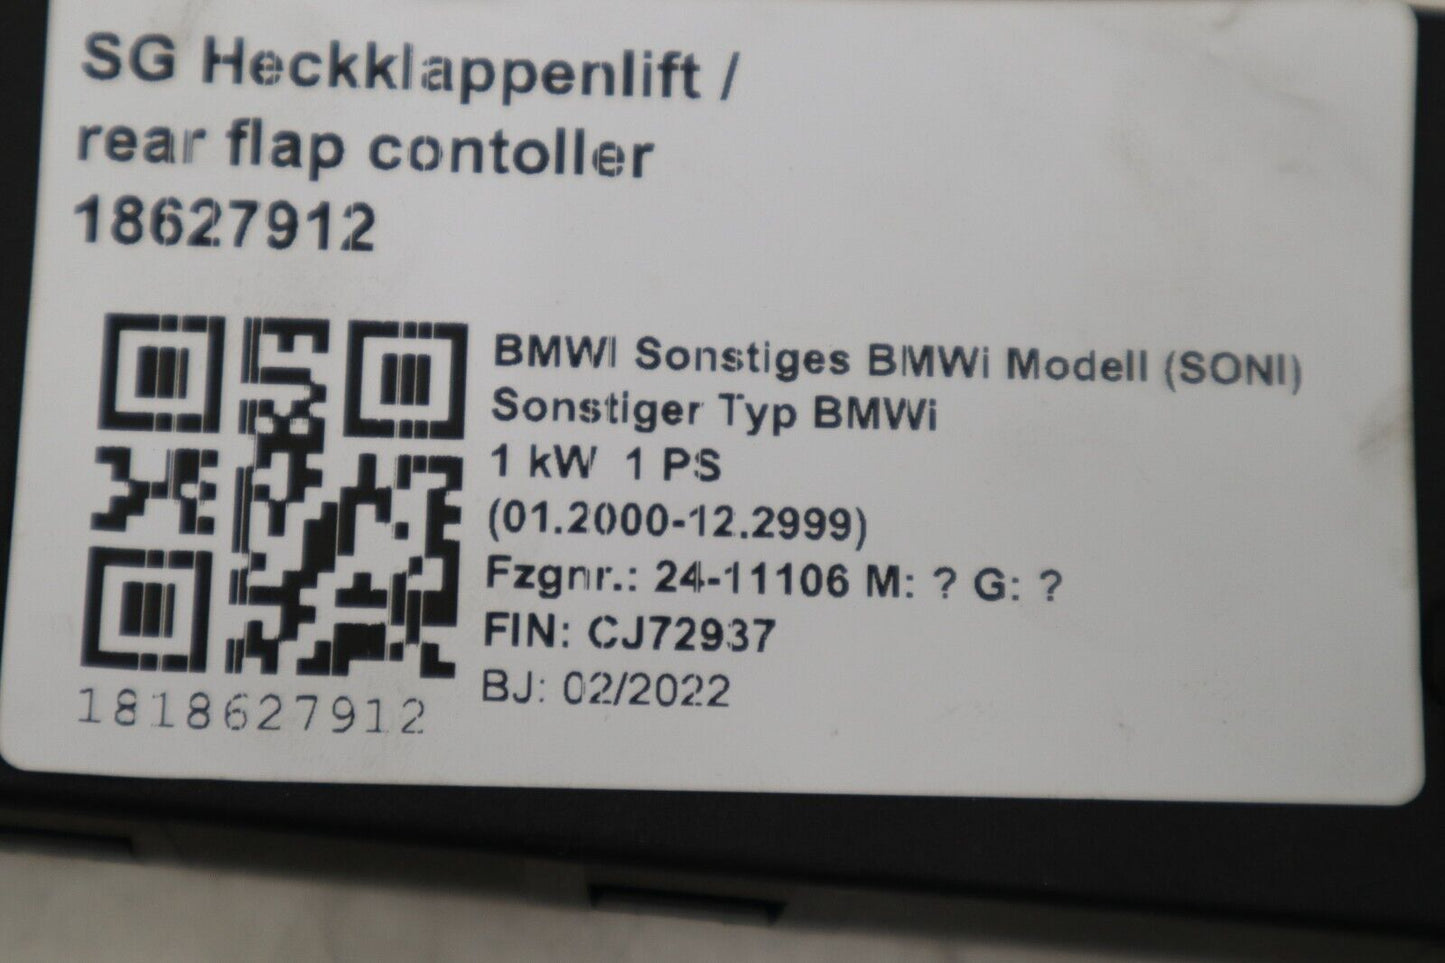 SG Heckklappenlift /
rear flap contoller
18627912
BMWI Sonstiges BMWi Modell (SONI)
Sonstiger Typ BMWi
1 kW 1 PS
(01.2000-12.2999)
Fzgnr.: 24-11106 M: ? G: ?
FIN: CJ72937
BJ: 02/2022
1818627912